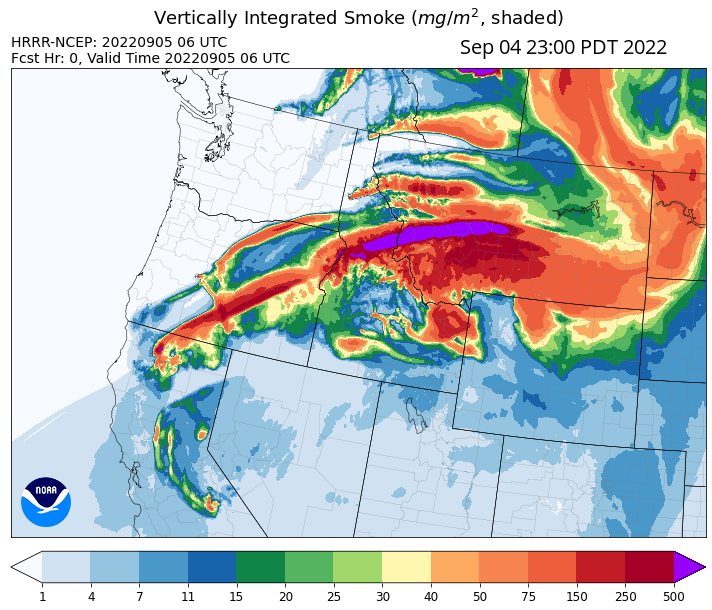 Vertically Integrated Smoke (mg/m², shaded)
HRRR-NCEP: 20220905 06 UTC
Fcst Hr: 0, Valid Time 20220905 06 UTC
Sep 04 23:00 PDT 2022
NOAA
1 4 7 11 15 20 25 30 40 50 75 150 250 500